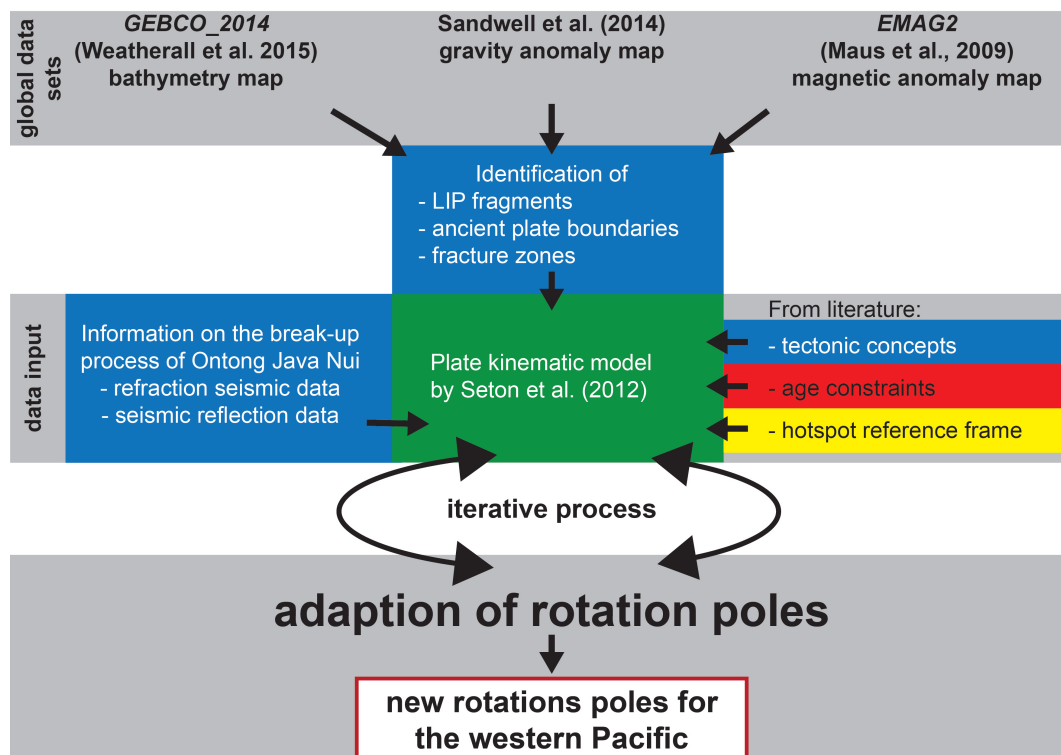 global data
sets
GEBCO_2014
(Weatherall et al. 2015)
bathymetry map
Sandwell et al. (2014)
gravity anomaly map
EMAG2
(Maus et al., 2009)
magnetic anomaly map
Identification of
- LIP fragments
- ancient plate boundaries
- fracture zones
data input
Information on the break-up
process of Ontong Java Nui
- refraction seismic data
- seismic reflection data
Plate kinematic model
by Seton et al. (2012)
From literature:
- tectonic concepts
- age constraints
- hotspot reference frame
iterative process
adaption of rotation poles
new rotations poles for
the western Pacific